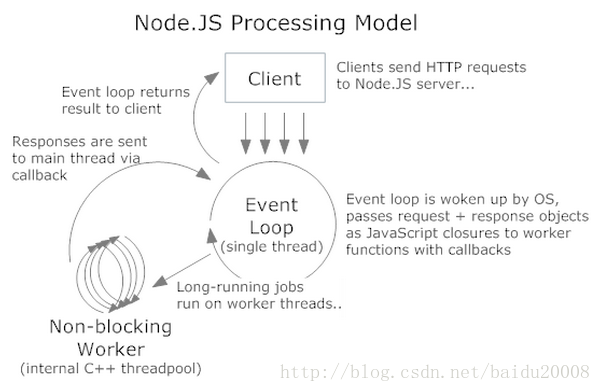 Node.JS Processing Model
Client
Clients send HTTP requests
to Node.JS server...
Event loop returns
result to client
Responses are sent
to main thread via
callback
Event
Loop
(single thread)
Event loop is woken up by OS,
passes request + response objects
as JavaScript closures to worker
functions with callbacks
Long-running jobs
run on worker threads..
Non-blocking
Worker
(internal C++ threadpool)
http://blog.csdn.net/baidu20008